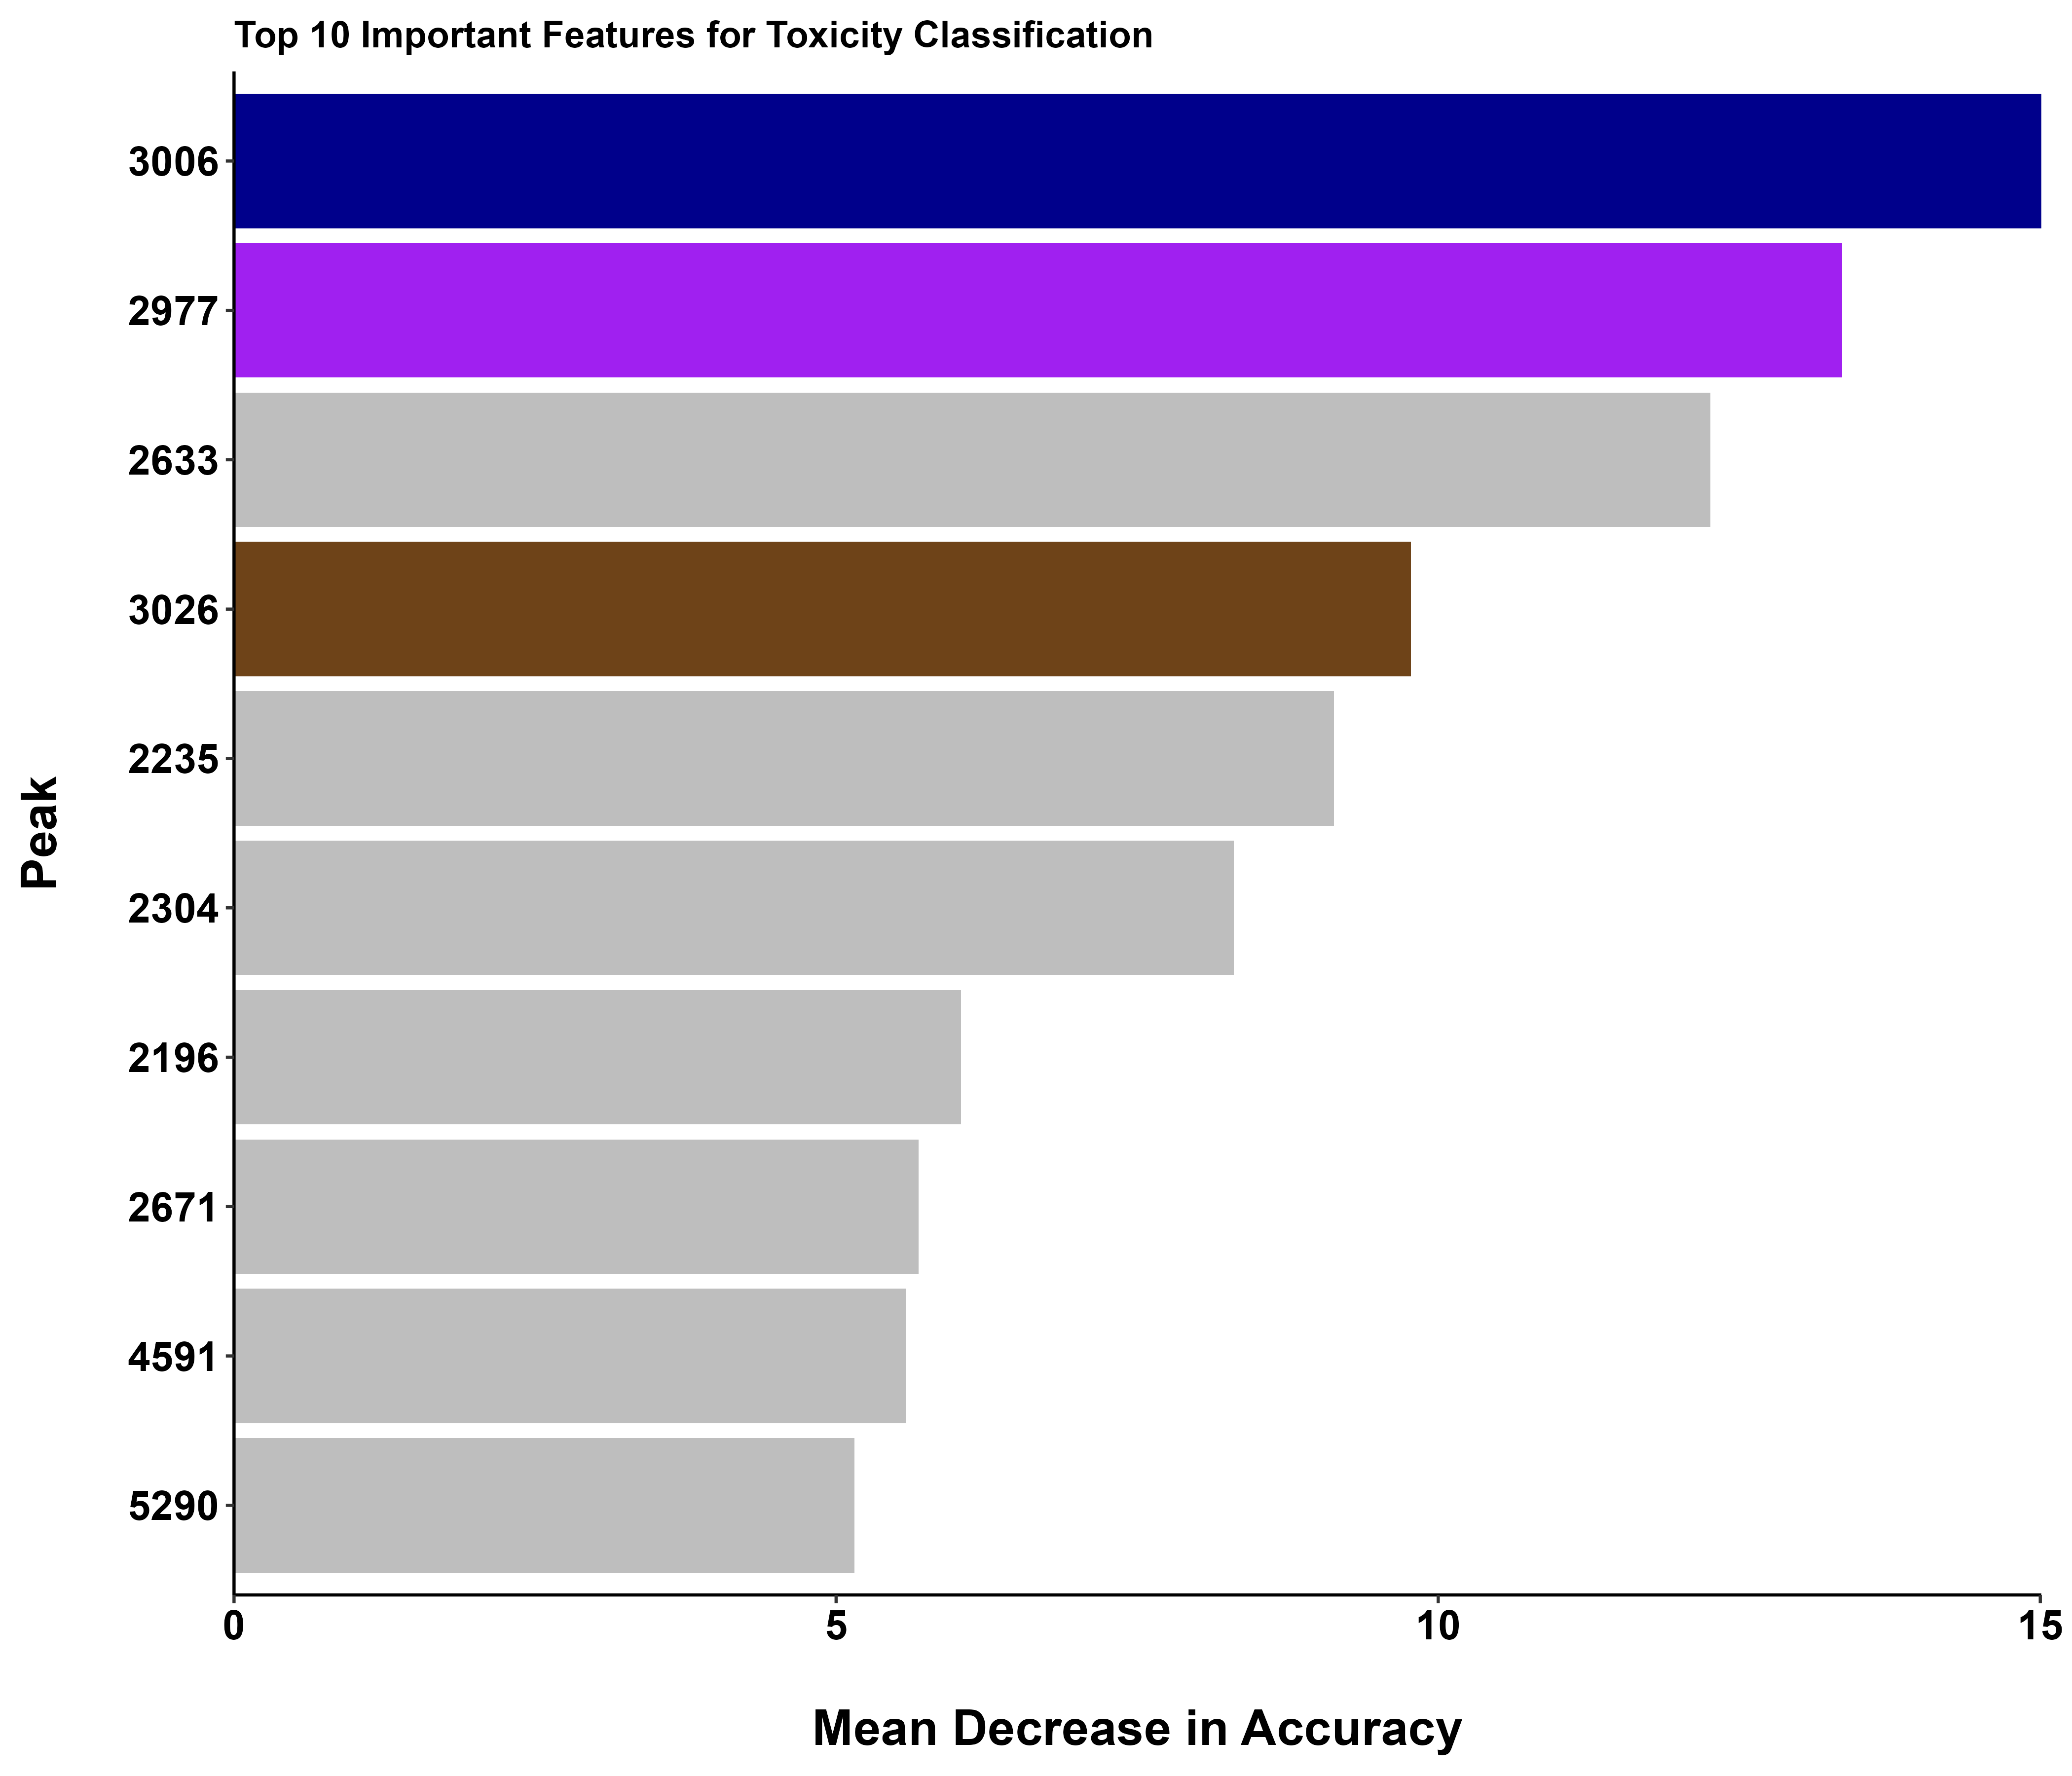 Top 10 Important Features for Toxicity Classification
3006
2977
2633
3026
2235
2304
2196
2671
4591
5290
Peak
0 5 10 15
Mean Decrease in Accuracy